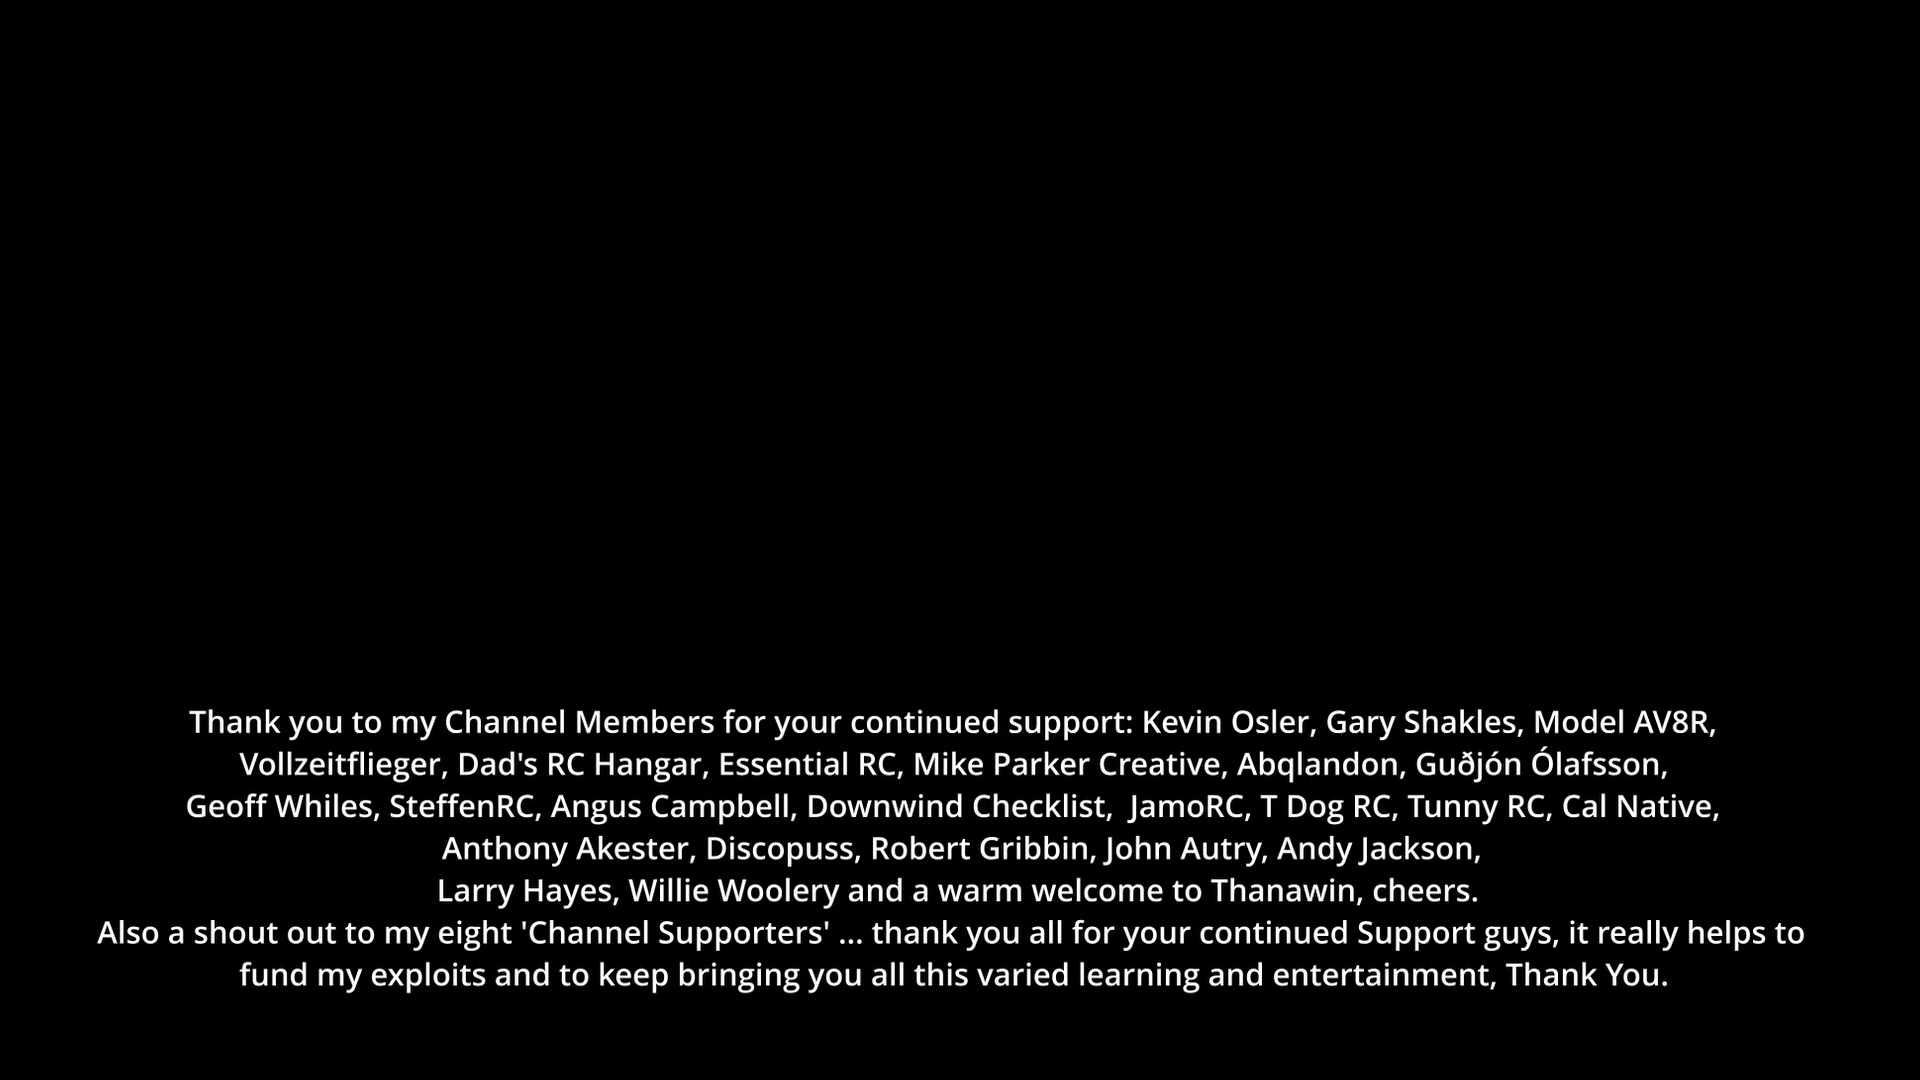 Thank you to my Channel Members for your continued support: Kevin Osler, Gary Shakles, Model AV8R,
Vollzeitflieger, Dad's RC Hangar, Essential RC, Mike Parker Creative, Abqlandon, Guðjón Ólafsson,
Geoff Whiles, SteffenRC, Angus Campbell, Downwind Checklist,  JamoRC, T Dog RC, Tunny RC, Cal Native,
Anthony Akester, Discopuss, Robert Gribbin, John Autry, Andy Jackson,
Larry Hayes, Willie Woolery and a warm welcome to Thanawin, cheers.
Also a shout out to my eight 'Channel Supporters' ... thank you all for your continued Support guys, it really helps to
fund my exploits and to keep bringing you all this varied learning and entertainment, Thank You.